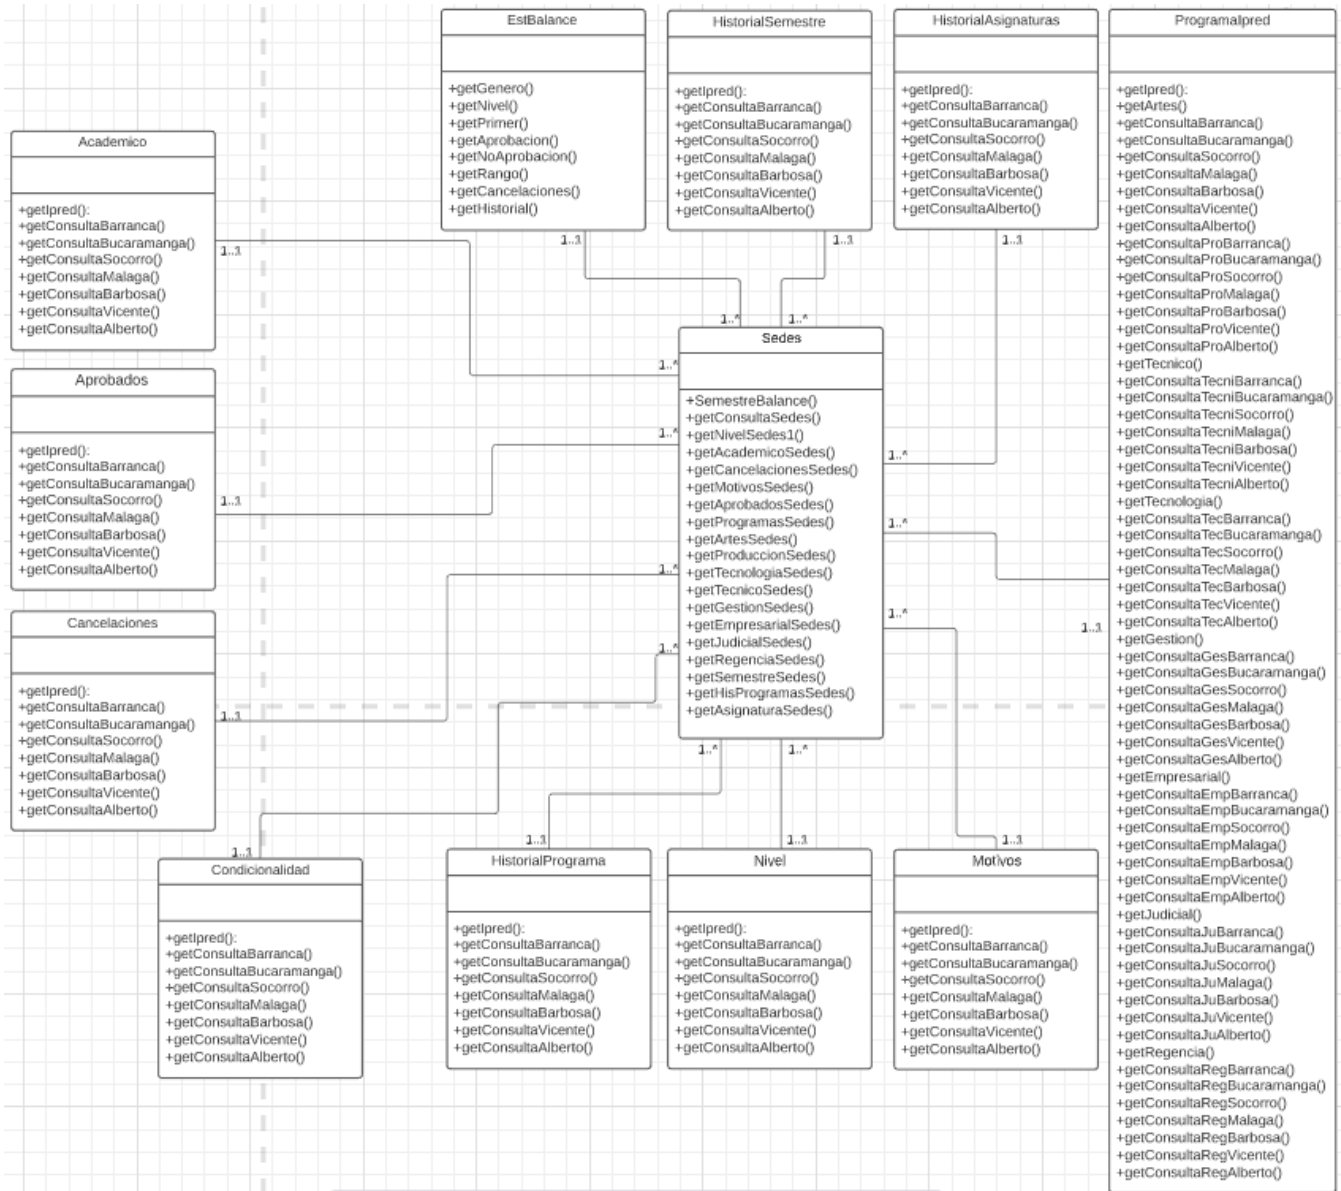 EstBalance
+getGenero()
+getNivel()
+getPrimer()
+getAprobacion()
+getNoAprobacion()
+getRango()
+getCancelaciones()
+getHistorial()
1..1
HistorialSemestre
+getIpred():
+getConsultaBarranca()
+getConsultaBucaramanga()
+getConsultaSocorro()
+getConsultaMalaga()
+getConsultaBarbosa()
+getConsultaVicente()
+getConsultaAlberto()
1..1
HistorialAsignaturas
+getIpred():
+getConsultaBarranca()
+getConsultaBucaramanga()
+getConsultaSocorro()
+getConsultaMalaga()
+getConsultaBarbosa()
+getConsultaVicente()
+getConsultaAlberto()
1..1
ProgramaIpred
+getIpred():
+getArtes()
+getConsultaBarranca()
+getConsultaBucaramanga()
+getConsultaSocorro()
+getConsultaMalaga()
+getConsultaBarbosa()
+getConsultaVicente()
+getConsultaAlberto()
+getConsultaProBarranca()
+getConsultaProBucaramanga()
+getConsultaProSocorro()
+getConsultaProMalaga()
+getConsultaProBarbosa()
+getConsultaProVicente()
+getConsultaProAlberto()
+getTecnico()
+getConsultaTecniBarranca()
+getConsultaTecniBucaramanga()
+getConsultaTecniSocorro()
+getConsultaTecniMalaga()
+getConsultaTecniBarbosa()
+getConsultaTecniVicente()
+getConsultaTecniAlberto()
+getTecnologia()
+getConsultaTecBarranca()
+getConsultaTecBucaramanga()
+getConsultaTecSocorro()
+getConsultaTecMalaga()
+getConsultaTecBarbosa()
+getConsultaTecVicente()
+getConsultaTecAlberto()
+getGestion()
+getConsultaGesBarranca()
+getConsultaGesBucaramanga()
+getConsultaGesSocorro()
+getConsultaGesMalaga()
+getConsultaGesBarbosa()
+getConsultaGesVicente()
+getConsultaGesAlberto()
+getEmpresarial()
+getConsultaEmpBarranca()
+getConsultaEmpBucaramanga()
+getConsultaEmpSocorro()
+getConsultaEmpMalaga()
+getConsultaEmpBarbosa()
+getConsultaEmpVicente()
+getConsultaEmpAlberto()
+getJudicial()
+getConsultaJuBarranca()
+getConsultaJuBucaramanga()
+getConsultaJuSocorro()
+getConsultaJuMalaga()
+getConsultaJuBarbosa()
+getConsultaJuVicente()
+getConsultaJuAlberto()
+getRegencia()
+getConsultaRegBarranca()
+getConsultaRegBucaramanga()
+getConsultaRegSocorro()
+getConsultaRegMalaga()
+getConsultaRegBarbosa()
+getConsultaRegVicente()
+getConsultaRegAlberto()
1..1
Academico
+getIpred():
+getConsultaBarranca()
+getConsultaBucaramanga()
+getConsultaSocorro()
+getConsultaMalaga()
+getConsultaBarbosa()
+getConsultaVicente()
+getConsultaAlberto()
1..1
Aprobados
+getIpred():
+getConsultaBarranca()
+getConsultaBucaramanga()
+getConsultaSocorro()
+getConsultaMalaga()
+getConsultaBarbosa()
+getConsultaVicente()
+getConsultaAlberto()
1..1
Cancelaciones
+getIpred():
+getConsultaBarranca()
+getConsultaBucaramanga()
+getConsultaSocorro()
+getConsultaMalaga()
+getConsultaBarbosa()
+getConsultaVicente()
+getConsultaAlberto()
1..1
1..*
1..*
Sedes
+SemestreBalance()
+getConsultaSedes()
+getNivelSedes1()
+getAcademicoSedes()
+getCancelacionesSedes()
+getMotivosSedes()
+getAprobadosSedes()
+getProgramasSedes()
+getArtesSedes()
+getProduccionSedes()
+getTecnologiaSedes()
+getTecnicoSedes()
+getGestionSedes()
+getEmpresarialSedes()
+getJudicialSedes()
+getRegenciaSedes()
+getSemestreSedes()
+getHisProgramasSedes()
+getAsignaturaSedes()
1..*
1..*
1..*
1..*
1..*
1..*
1..*
1..*
1..*
1..1
Condicionalidad
+getIpred():
+getConsultaBarranca()
+getConsultaBucaramanga()
+getConsultaSocorro()
+getConsultaMalaga()
+getConsultaBarbosa()
+getConsultaVicente()
+getConsultaAlberto()
1..1
HistorialPrograma
+getIpred():
+getConsultaBarranca()
+getConsultaBucaramanga()
+getConsultaSocorro()
+getConsultaMalaga()
+getConsultaBarbosa()
+getConsultaVicente()
+getConsultaAlberto()
1..1
Nivel
+getIpred():
+getConsultaBarranca()
+getConsultaBucaramanga()
+getConsultaSocorro()
+getConsultaMalaga()
+getConsultaBarbosa()
+getConsultaVicente()
+getConsultaAlberto()
1..1
Motivos
+getIpred():
+getConsultaBarranca()
+getConsultaBucaramanga()
+getConsultaSocorro()
+getConsultaMalaga()
+getConsultaBarbosa()
+getConsultaVicente()
+getConsultaAlberto()